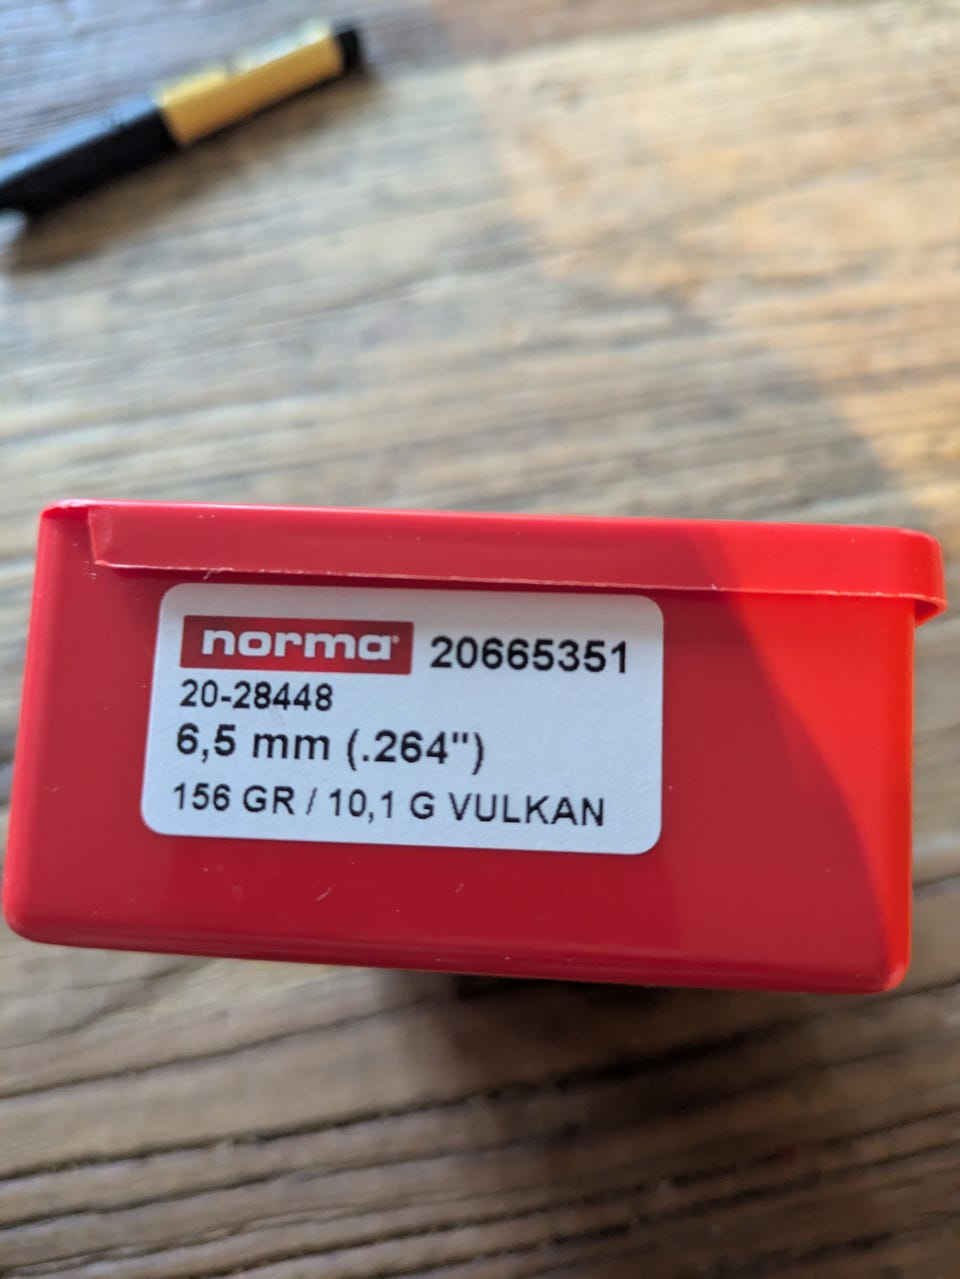 norma® 20665351
20-28448
6,5 mm (.264")
156 GR / 10,1 G VULKAN